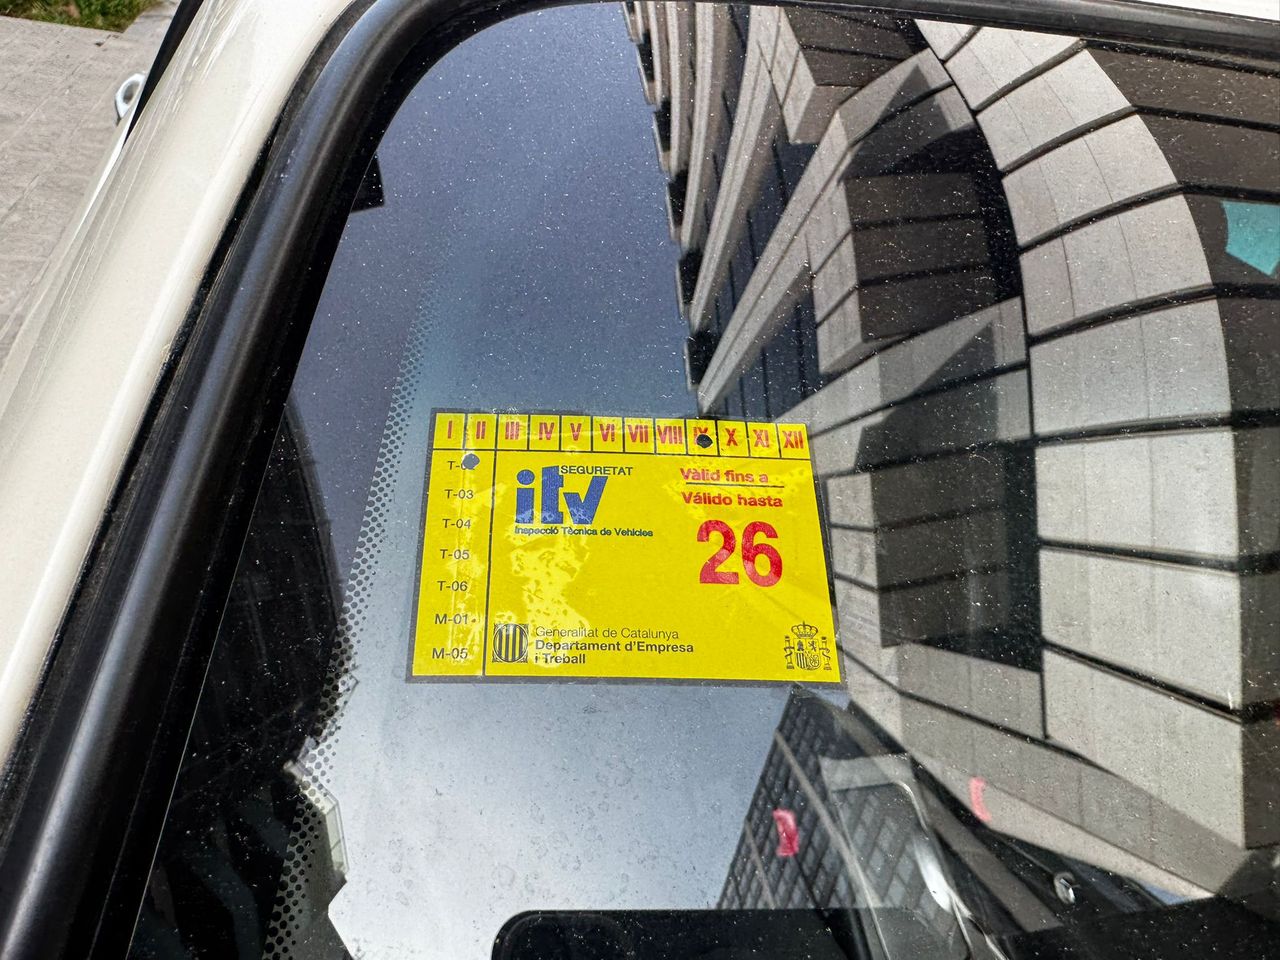 I II III IV V VI VII VIII IX X XI XII
T-
T-03
T-04
T-05
T-06
M-01
M-05
SEGURETAT
itv
Inspecció Tècnica de Vehicles
Vàlid fins a
Válido hasta
26
Generalitat de Catalunya
Departament d'Empresa
i Treball